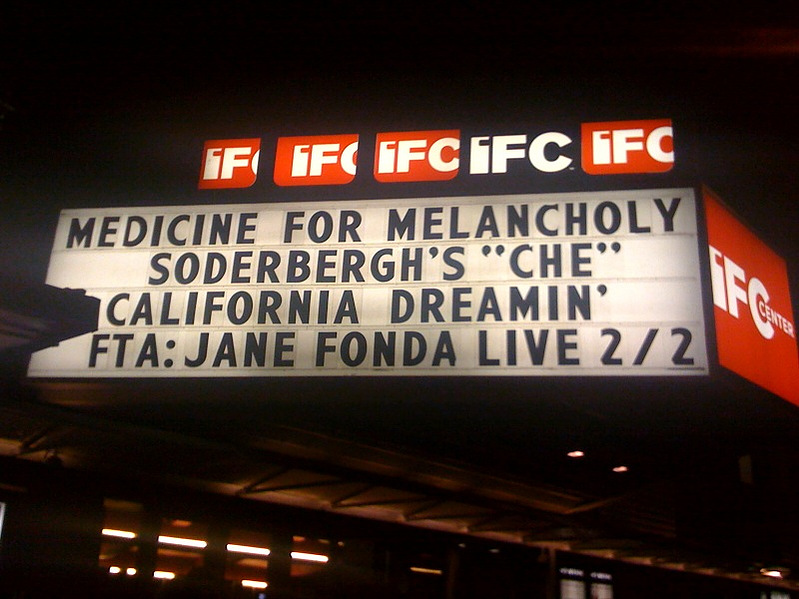 iFC iFC iFC iFC iFC
MEDICINE FOR MELANCHOLY
SODERBERGH'S "CHE"
CALIFORNIA DREAMIN'
FTA: JANE FONDA LIVE 2/2
iFC CENTER